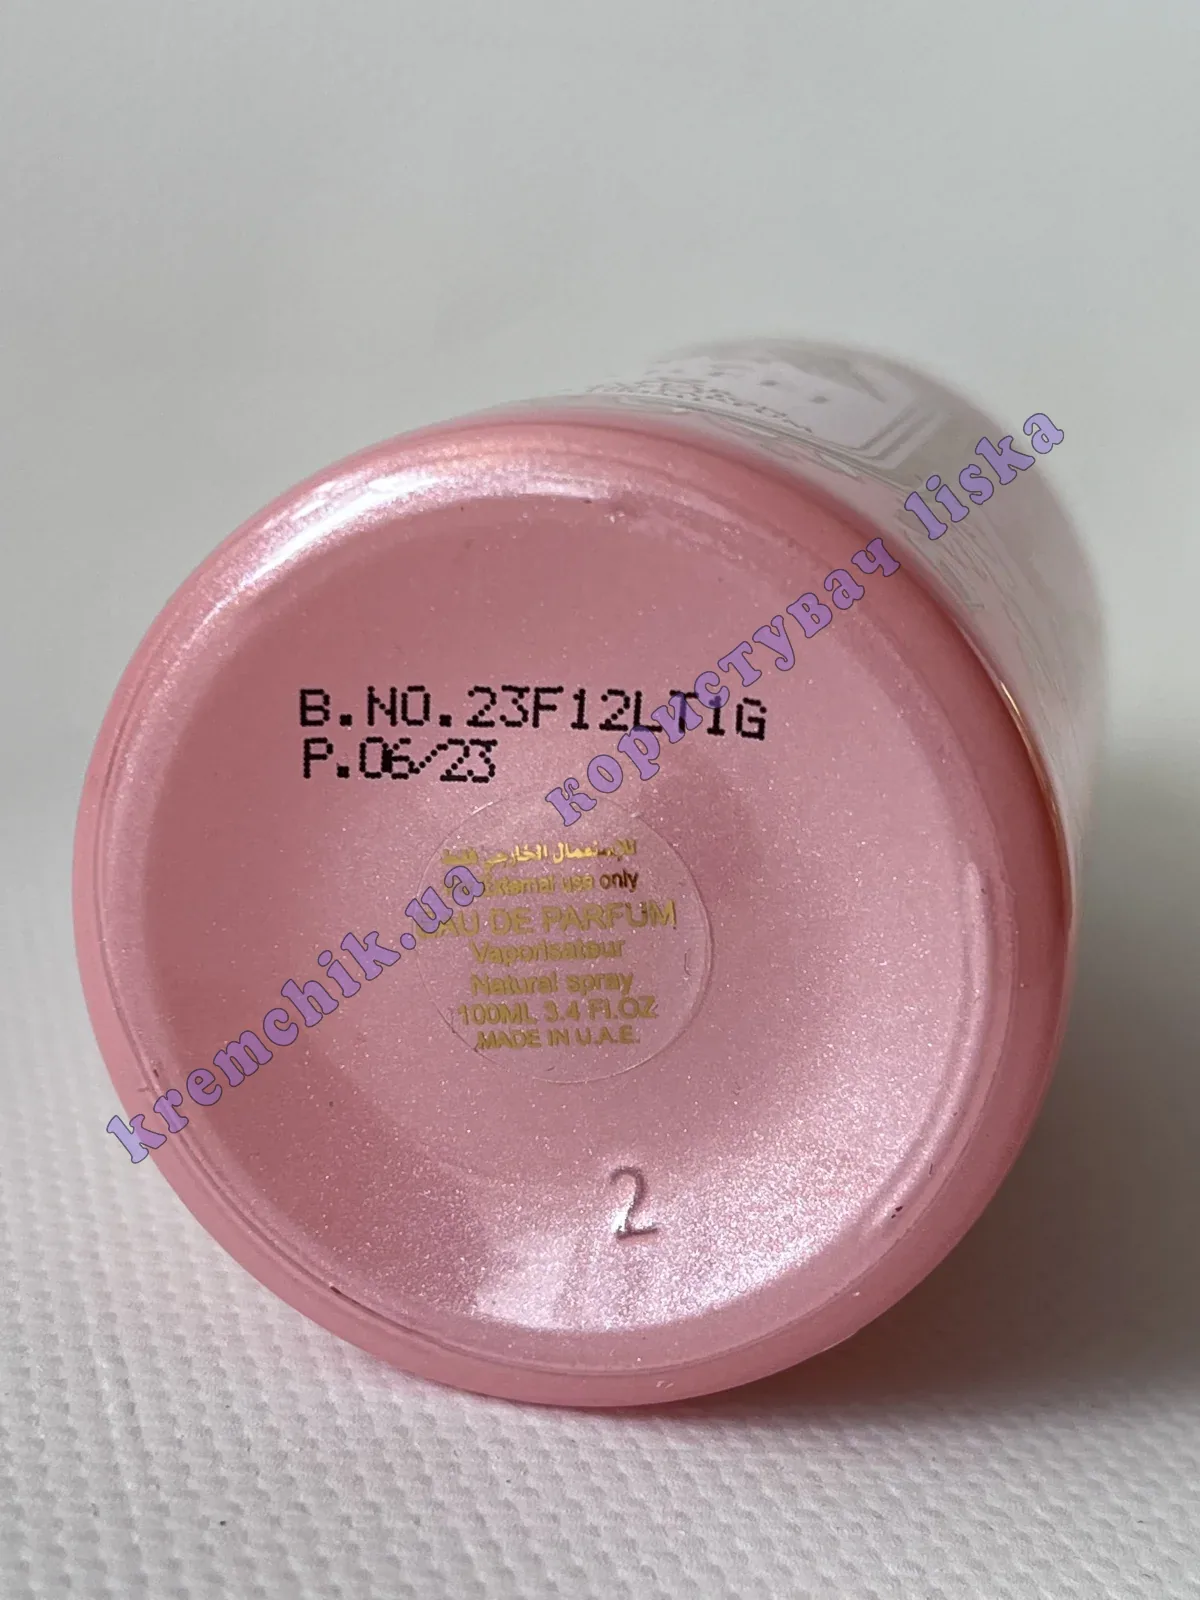 B.NO.23F12LT1G
P.06/23
للإستعمال الخارجي فقط
External use only
EAU DE PARFUM
Vaporisateur
Natural spray
100ML 3.4 Fl.OZ
MADE IN U.A.E.
2
kremchik.ua користувач liska